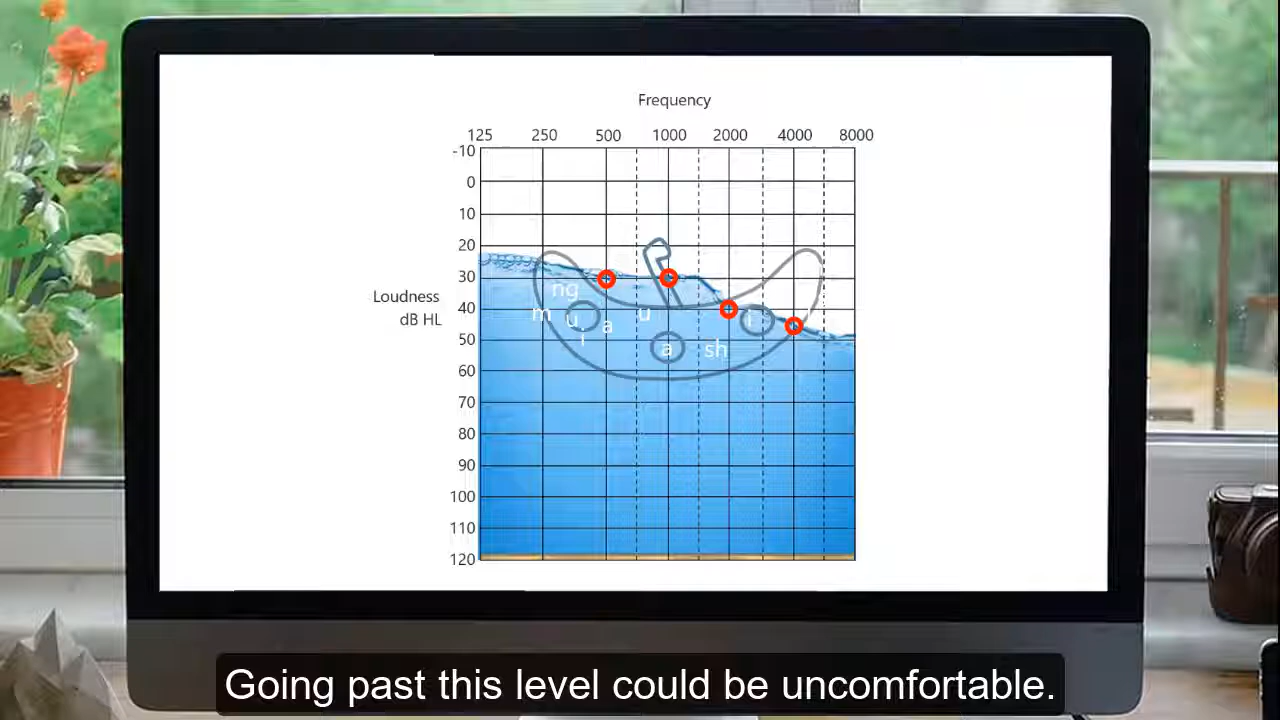 Frequency
125 250 500 1000 2000 4000 8000
-10
0
10
20
30
40
50
60
70
80
90
100
110
120
Loudness
dB HL
ng
m u a u i
i
a sh
Going past this level could be uncomfortable.